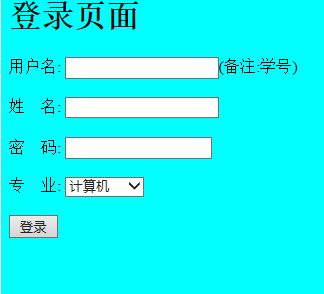 登录页面
用户名: (备注:学号)
姓　名:
密　码:
专　业: 计算机
登录